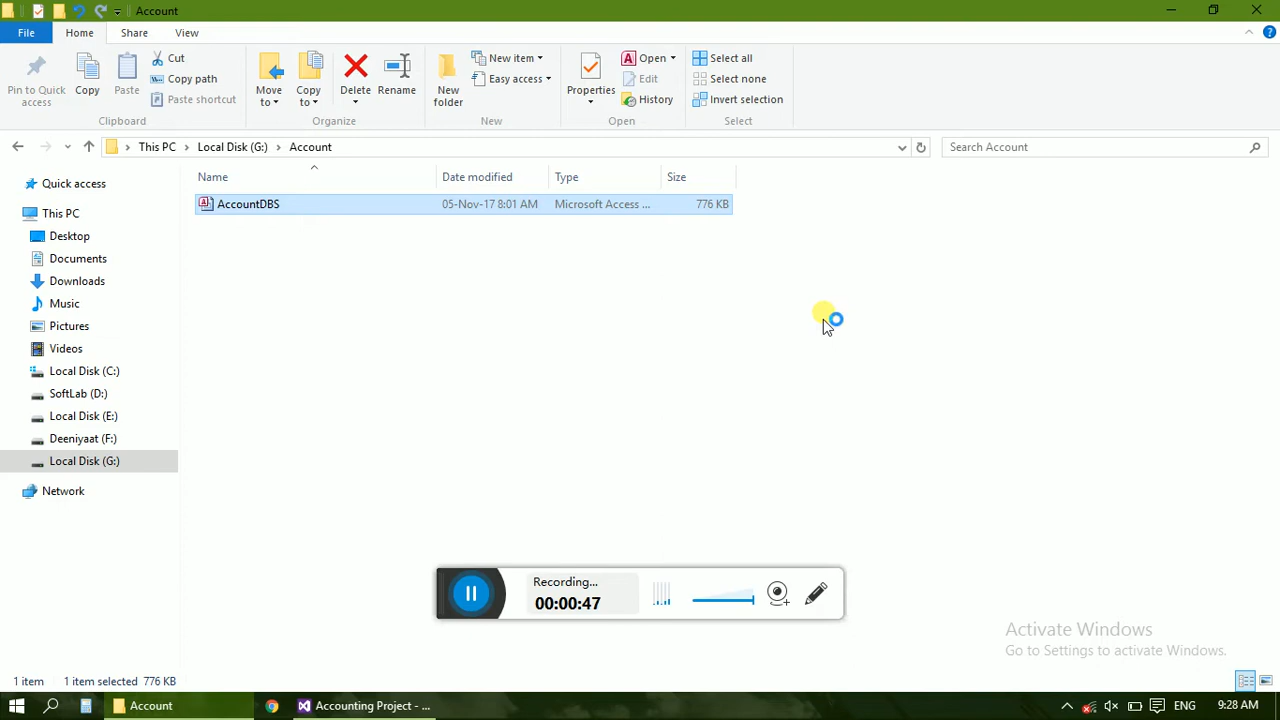 Account
File Home Share View
Pin to Quick access
Copy
Paste
Cut
Copy path
Paste shortcut
Clipboard
Move to
Copy to
Delete
Rename
Organize
New folder
New item
Easy access
New
Properties
Open
Edit
History
Open
Select all
Select none
Invert selection
Select
This PC Local Disk (G:) Account
Search Account
Name Date modified Type Size
AccountDBS 05-Nov-17 8:01 AM Microsoft Access ... 776 KB
Quick access
This PC
Desktop
Documents
Downloads
Music
Pictures
Videos
Local Disk (C:)
SoftLab (D:)
Local Disk (E:)
Deeniyaat (F:)
Local Disk (G:)
Network
Recording...
00:00:47
Activate Windows
Go to Settings to activate Windows.
1 item 1 item selected 776 KB
Account
Accounting Project - ...
ENG
9:28 AM